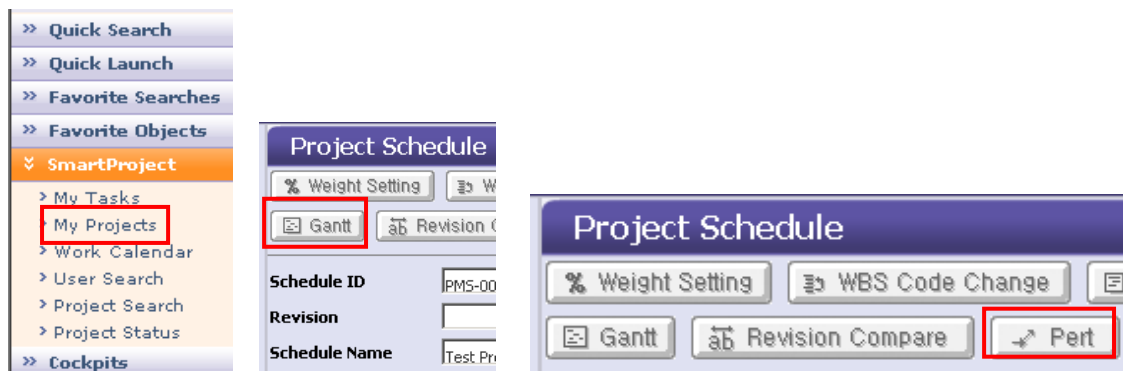 » Quick Search
» Quick Launch
» Favorite Searches
» Favorite Objects
SmartProject
> My Tasks
> My Projects
> Work Calendar
> User Search
> Project Search
> Project Status
» Cockpits
Project Schedule
% Weight Setting
Gantt
ab Revision
Schedule ID PMS-00
Revision
Schedule Name Test Pr
Project Schedule
% Weight Setting WBS Code Change
Gantt ab Revision Compare Pert